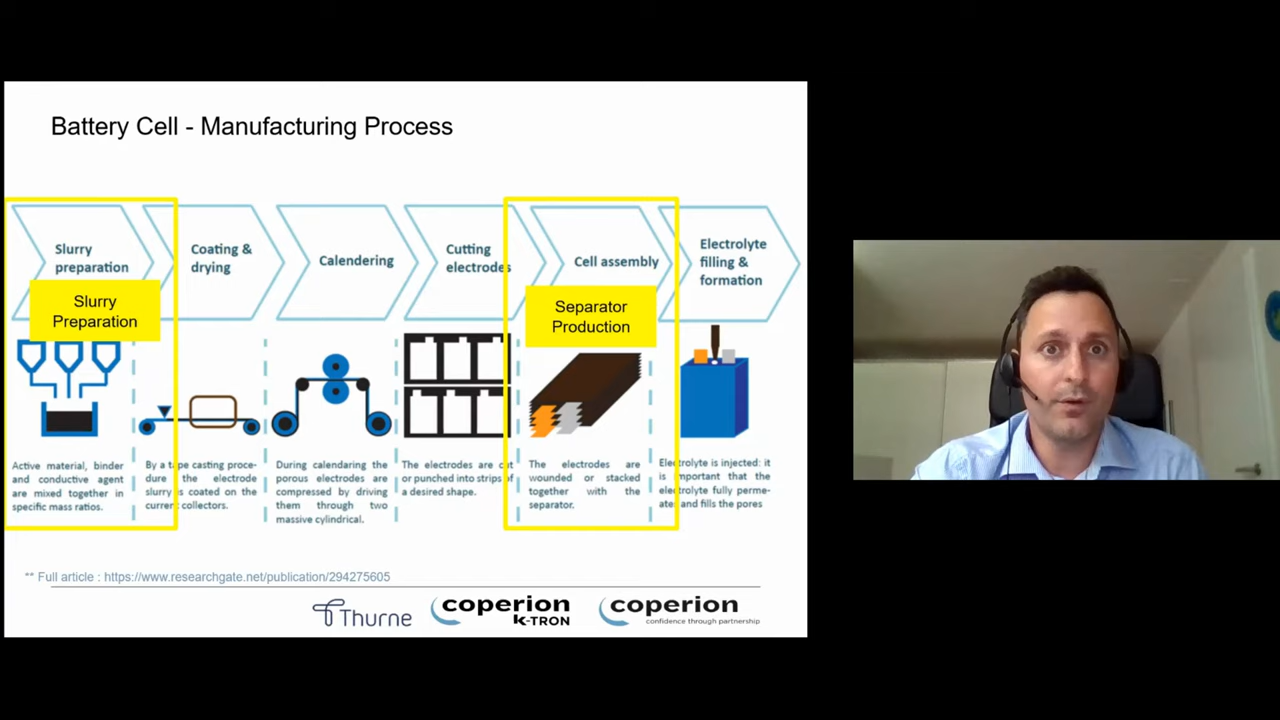 Battery Cell - Manufacturing Process
Slurry
preparation
Coating &
drying
Calendering
Cutting
electrodes
Cell assembly
Electrolyte
filling &
formation
Slurry
Preparation
Separator
Production
Active material, binder
and conductive agent
are mixed together in
specific mass ratios.
By a tape casting proce-
dure the electrode
slurry is coated on the
current collectors.
During calendaring the
porous electrodes are
compressed by driving
them through two
massive cylindrical.
The electrodes are cut
or punched into strips of
a desired shape.
The electrodes are
wounded or stacked
together with the
separator.
Electrolyte is injected: it
is important that the
electrolyte fully perme-
ates and fills the pores
** Full article : https://www.researchgate.net/publication/294275605
Thurne
coperion
K-TRON
coperion
confidence through partnership